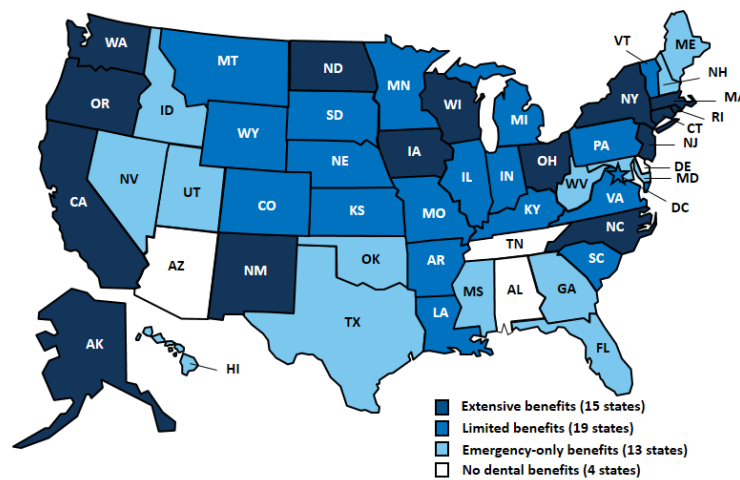 WA
MT
ND
MN
VT
ME
NH
OR
ID
SD
WI
MI
NY
MA
RI
CT
WY
IA
NE
PA
NJ
NV
UT
CO
IL
IN
OH
WV
DE
MD
DC
CA
KS
MO
KY
VA
NC
TN
AZ
NM
OK
AR
SC
MS
AL
GA
TX
LA
AK
HI
FL
Extensive benefits (15 states)
Limited benefits (19 states)
Emergency-only benefits (13 states)
No dental benefits (4 states)